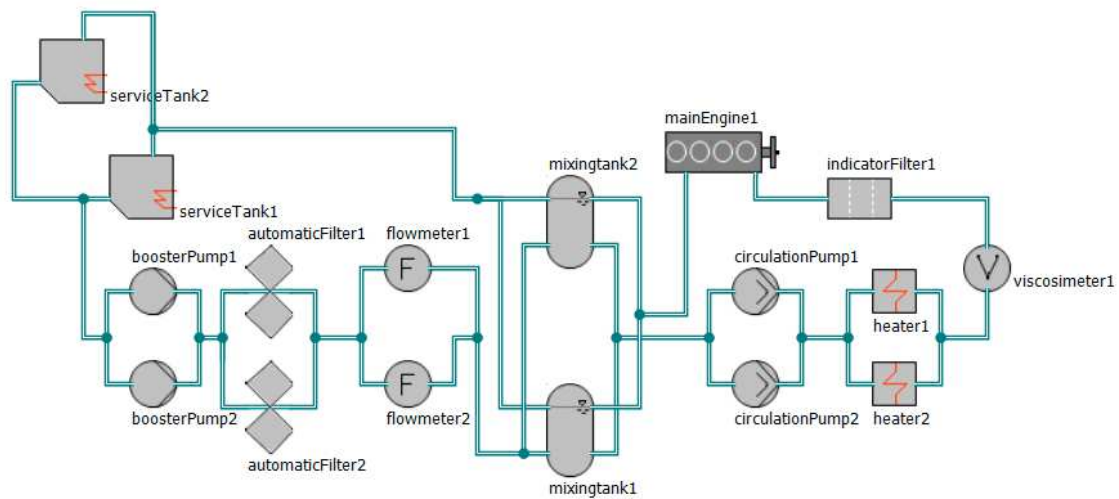 serviceTank2
mainEngine1
mixingtank2
indicatorFilter1
serviceTank1
automaticFilter1
flowmeter1
boosterPump1
circulationPump1
F
V
viscosimeter1
heater1
F
boosterPump2
flowmeter2
circulationPump2
heater2
automaticFilter2
mixingtank1